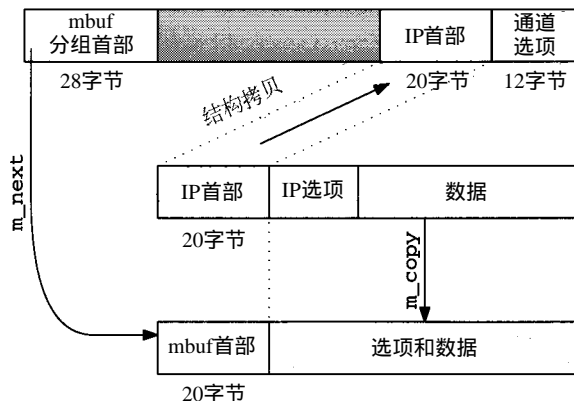 mbuf
分组首部
IP首部
通道
选项
28字节
20字节
12字节
结构拷贝
m_next
IP首部
IP选项
数据
20字节
m_copy
mbuf首部
选项和数据
20字节